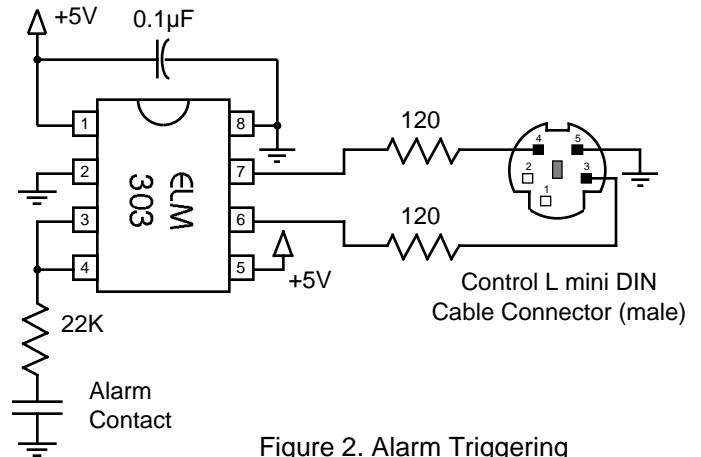 +5V
0.1µF
120
1
8
4
5
2
3
1
2
7
ELM
303
3
6
120
4
5
+5V
22K
Control L mini DIN
Cable Connector (male)
Alarm
Contact
Figure 2. Alarm Triggering